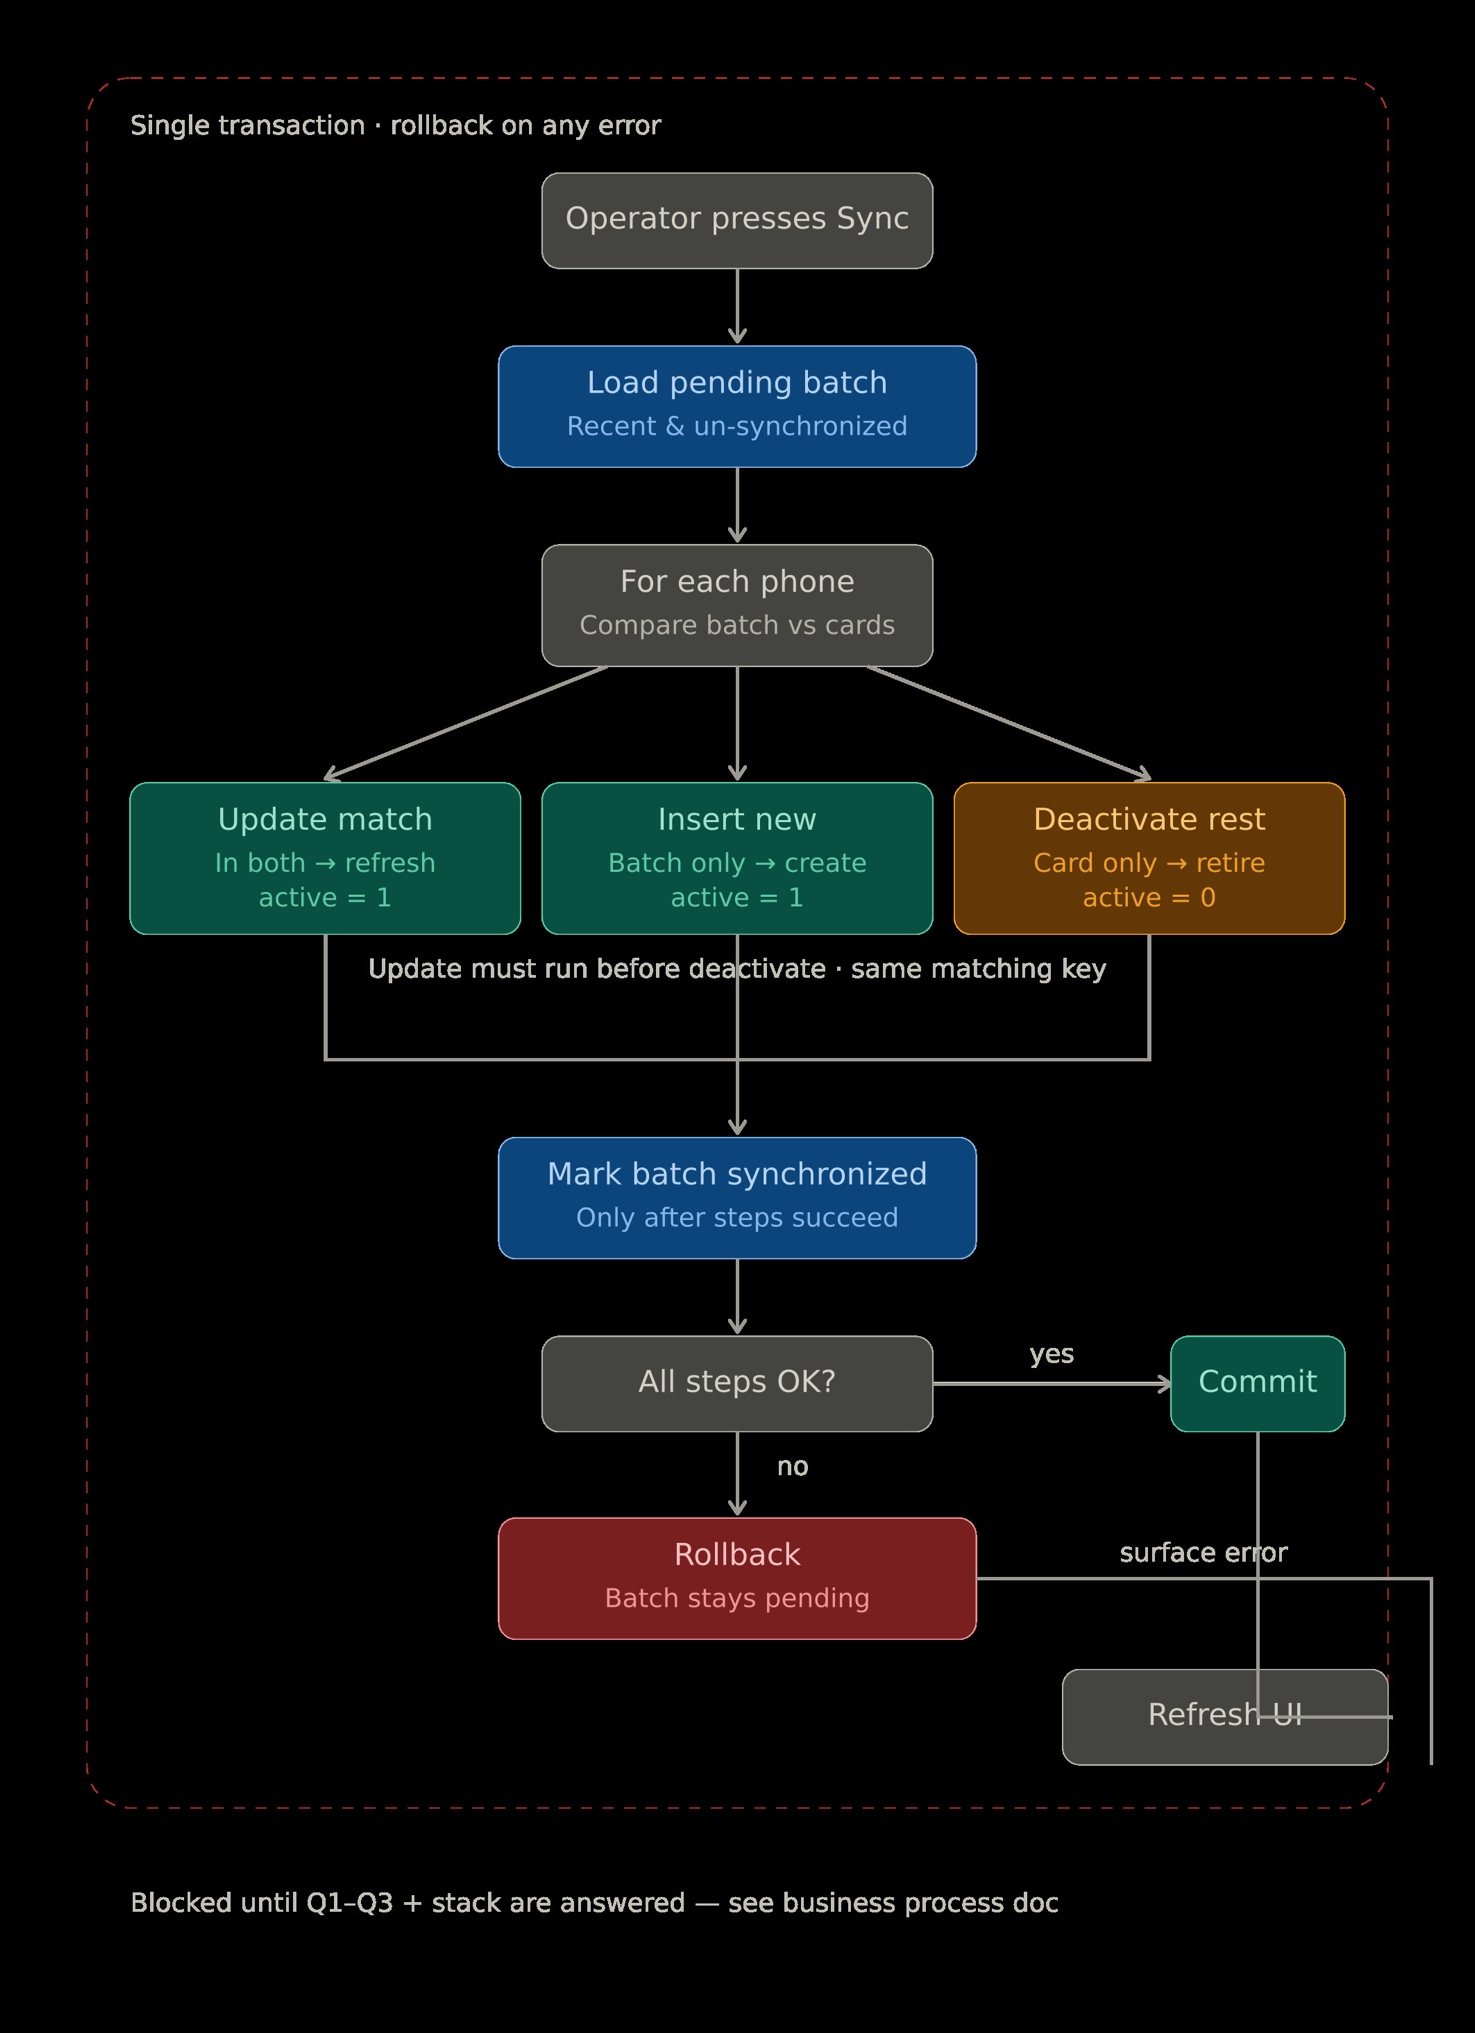 Single transaction · rollback on any error
Operator presses Sync
Load pending batch
Recent & un-synchronized
For each phone
Compare batch vs cards
Update match
In both → refresh
active = 1
Insert new
Batch only → create
active = 1
Deactivate rest
Card only → retire
active = 0
Update must run before deactivate · same matching key
Mark batch synchronized
Only after steps succeed
All steps OK?
yes
Commit
no
Rollback
Batch stays pending
surface error
Refresh UI
Blocked until Q1–Q3 + stack are answered — see business process doc